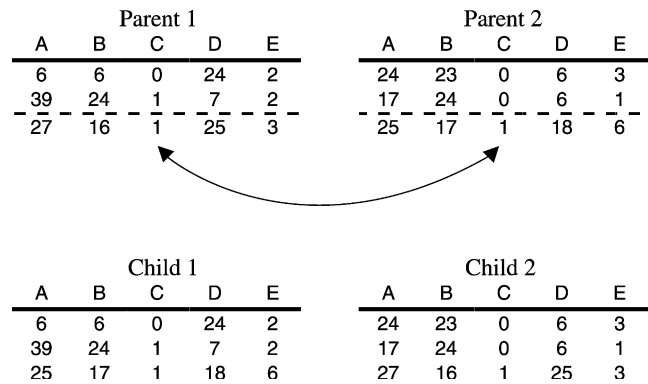 Parent 1
A B C D E
6 6 0 24 2
39 24 1 7 2
27 16 1 25 3
Parent 2
A B C D E
24 23 0 6 3
17 24 0 6 1
25 17 1 18 6
Child 1
A B C D E
6 6 0 24 2
39 24 1 7 2
25 17 1 18 6
Child 2
A B C D E
24 23 0 6 3
17 24 0 6 1
27 16 1 25 3